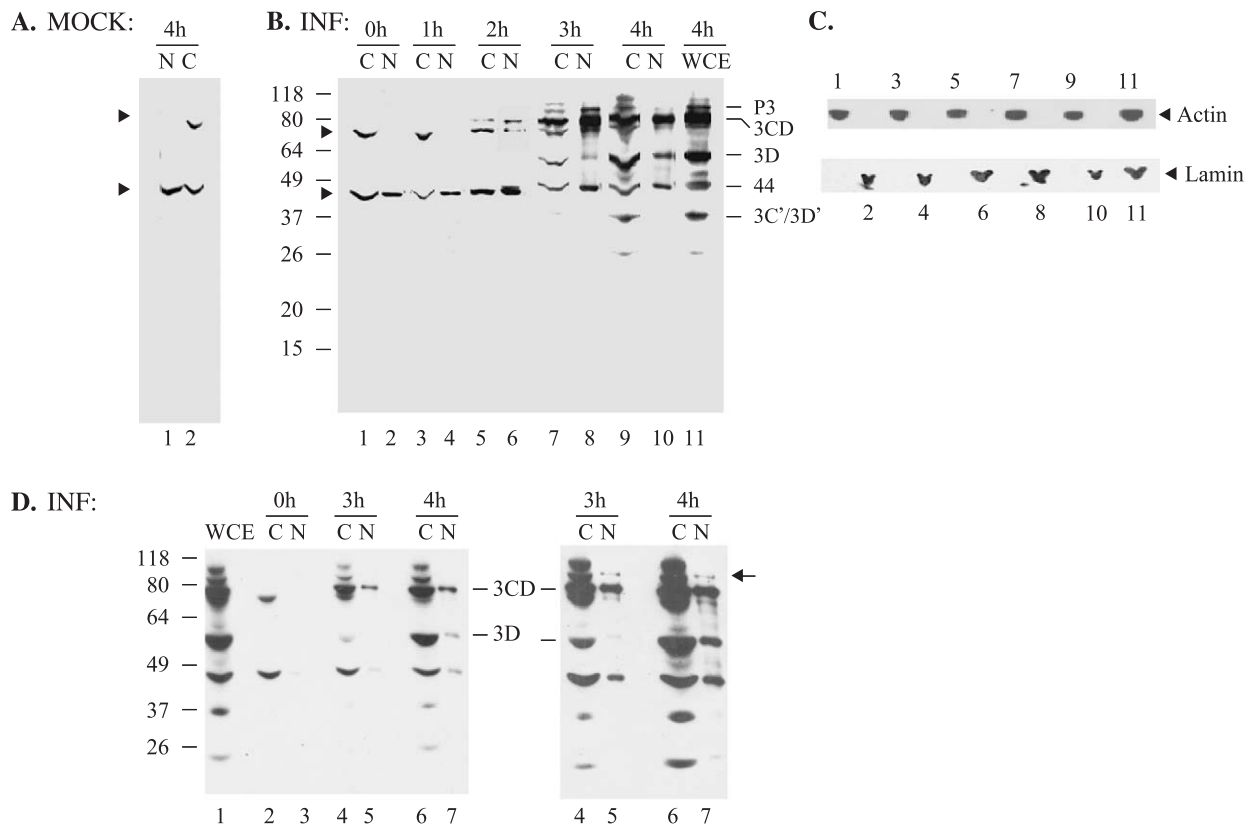 A. MOCK: 4h
N C
1 2
B. INF: 0h 1h 2h 3h 4h 4h
C N C N C N C N C N WCE
118
80
64
49
37
26
20
15
P3
3CD
3D
44
3C’/3D’
1 2 3 4 5 6 7 8 9 10 11
C.
1 3 5 7 9 11
Actin
Lamin
2 4 6 8 10 11
D. INF: 0h 3h 4h
WCE C N C N C N
118
80
64
49
37
26
3CD
3D
1 2 3 4 5 6 7
3h 4h
C N C N
4 5 6 7